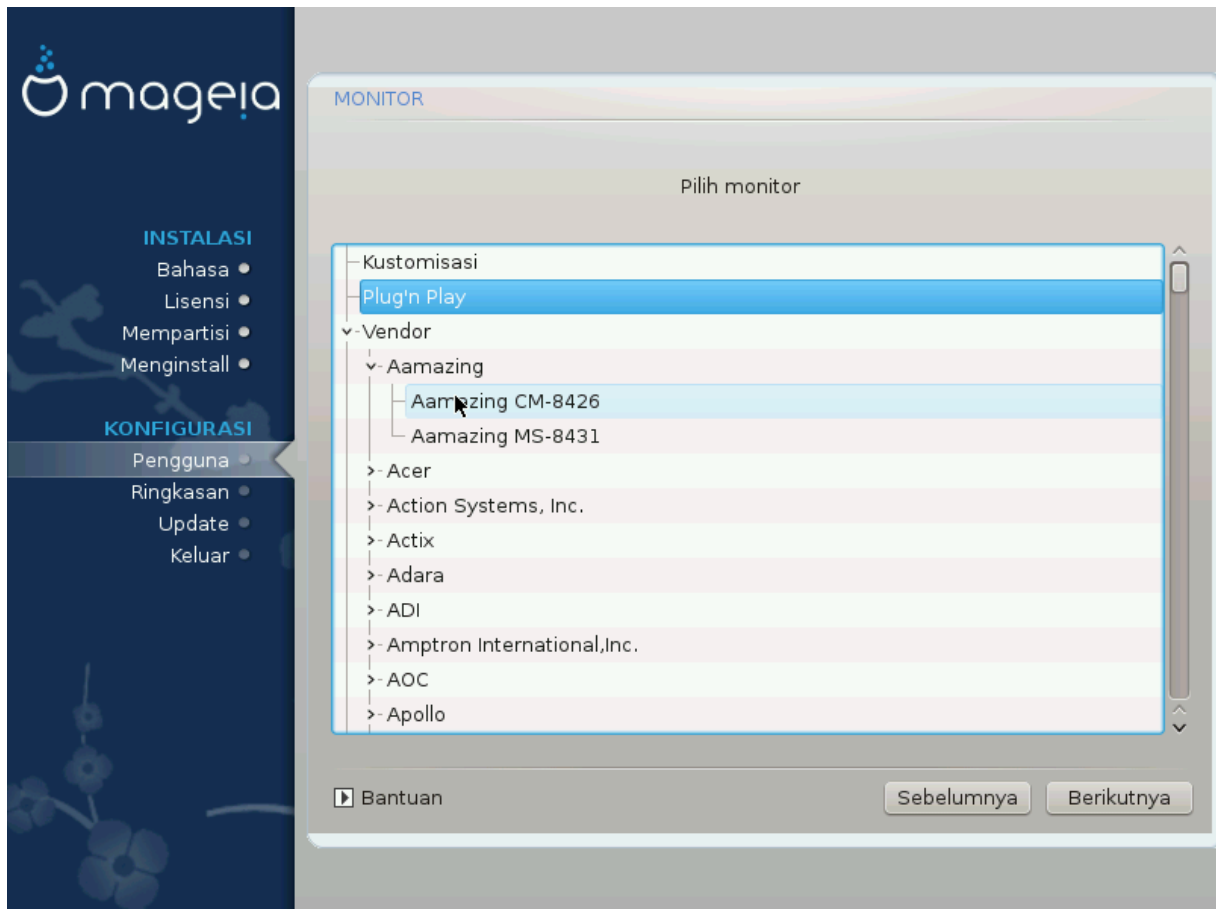 mageia
INSTALASI
Bahasa
Lisensi
Mempartisi
Menginstall
KONFIGURASI
Pengguna
Ringkasan
Update
Keluar
MONITOR
Pilih monitor
Kustomisasi
Plug'n Play
Vendor
Aamazing
Aamazing CM-8426
Aamazing MS-8431
Acer
Action Systems, Inc.
Actix
Adara
ADI
Amptron International,Inc.
AOC
Apollo
Bantuan
Sebelumnya
Berikutnya